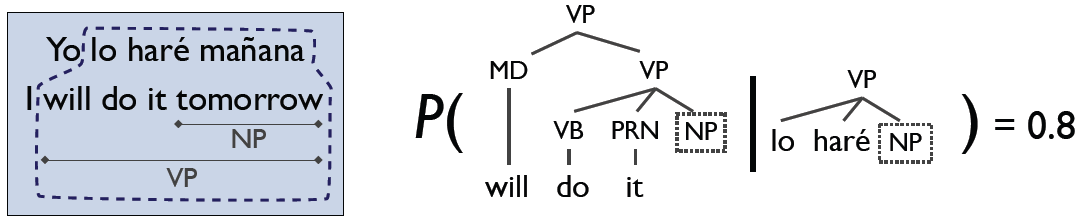 Yo lo haré mañana
I will do it tomorrow
NP
VP
VP
MD VP VP
P( VB PRN NP | lo haré NP ) = 0.8
will do it